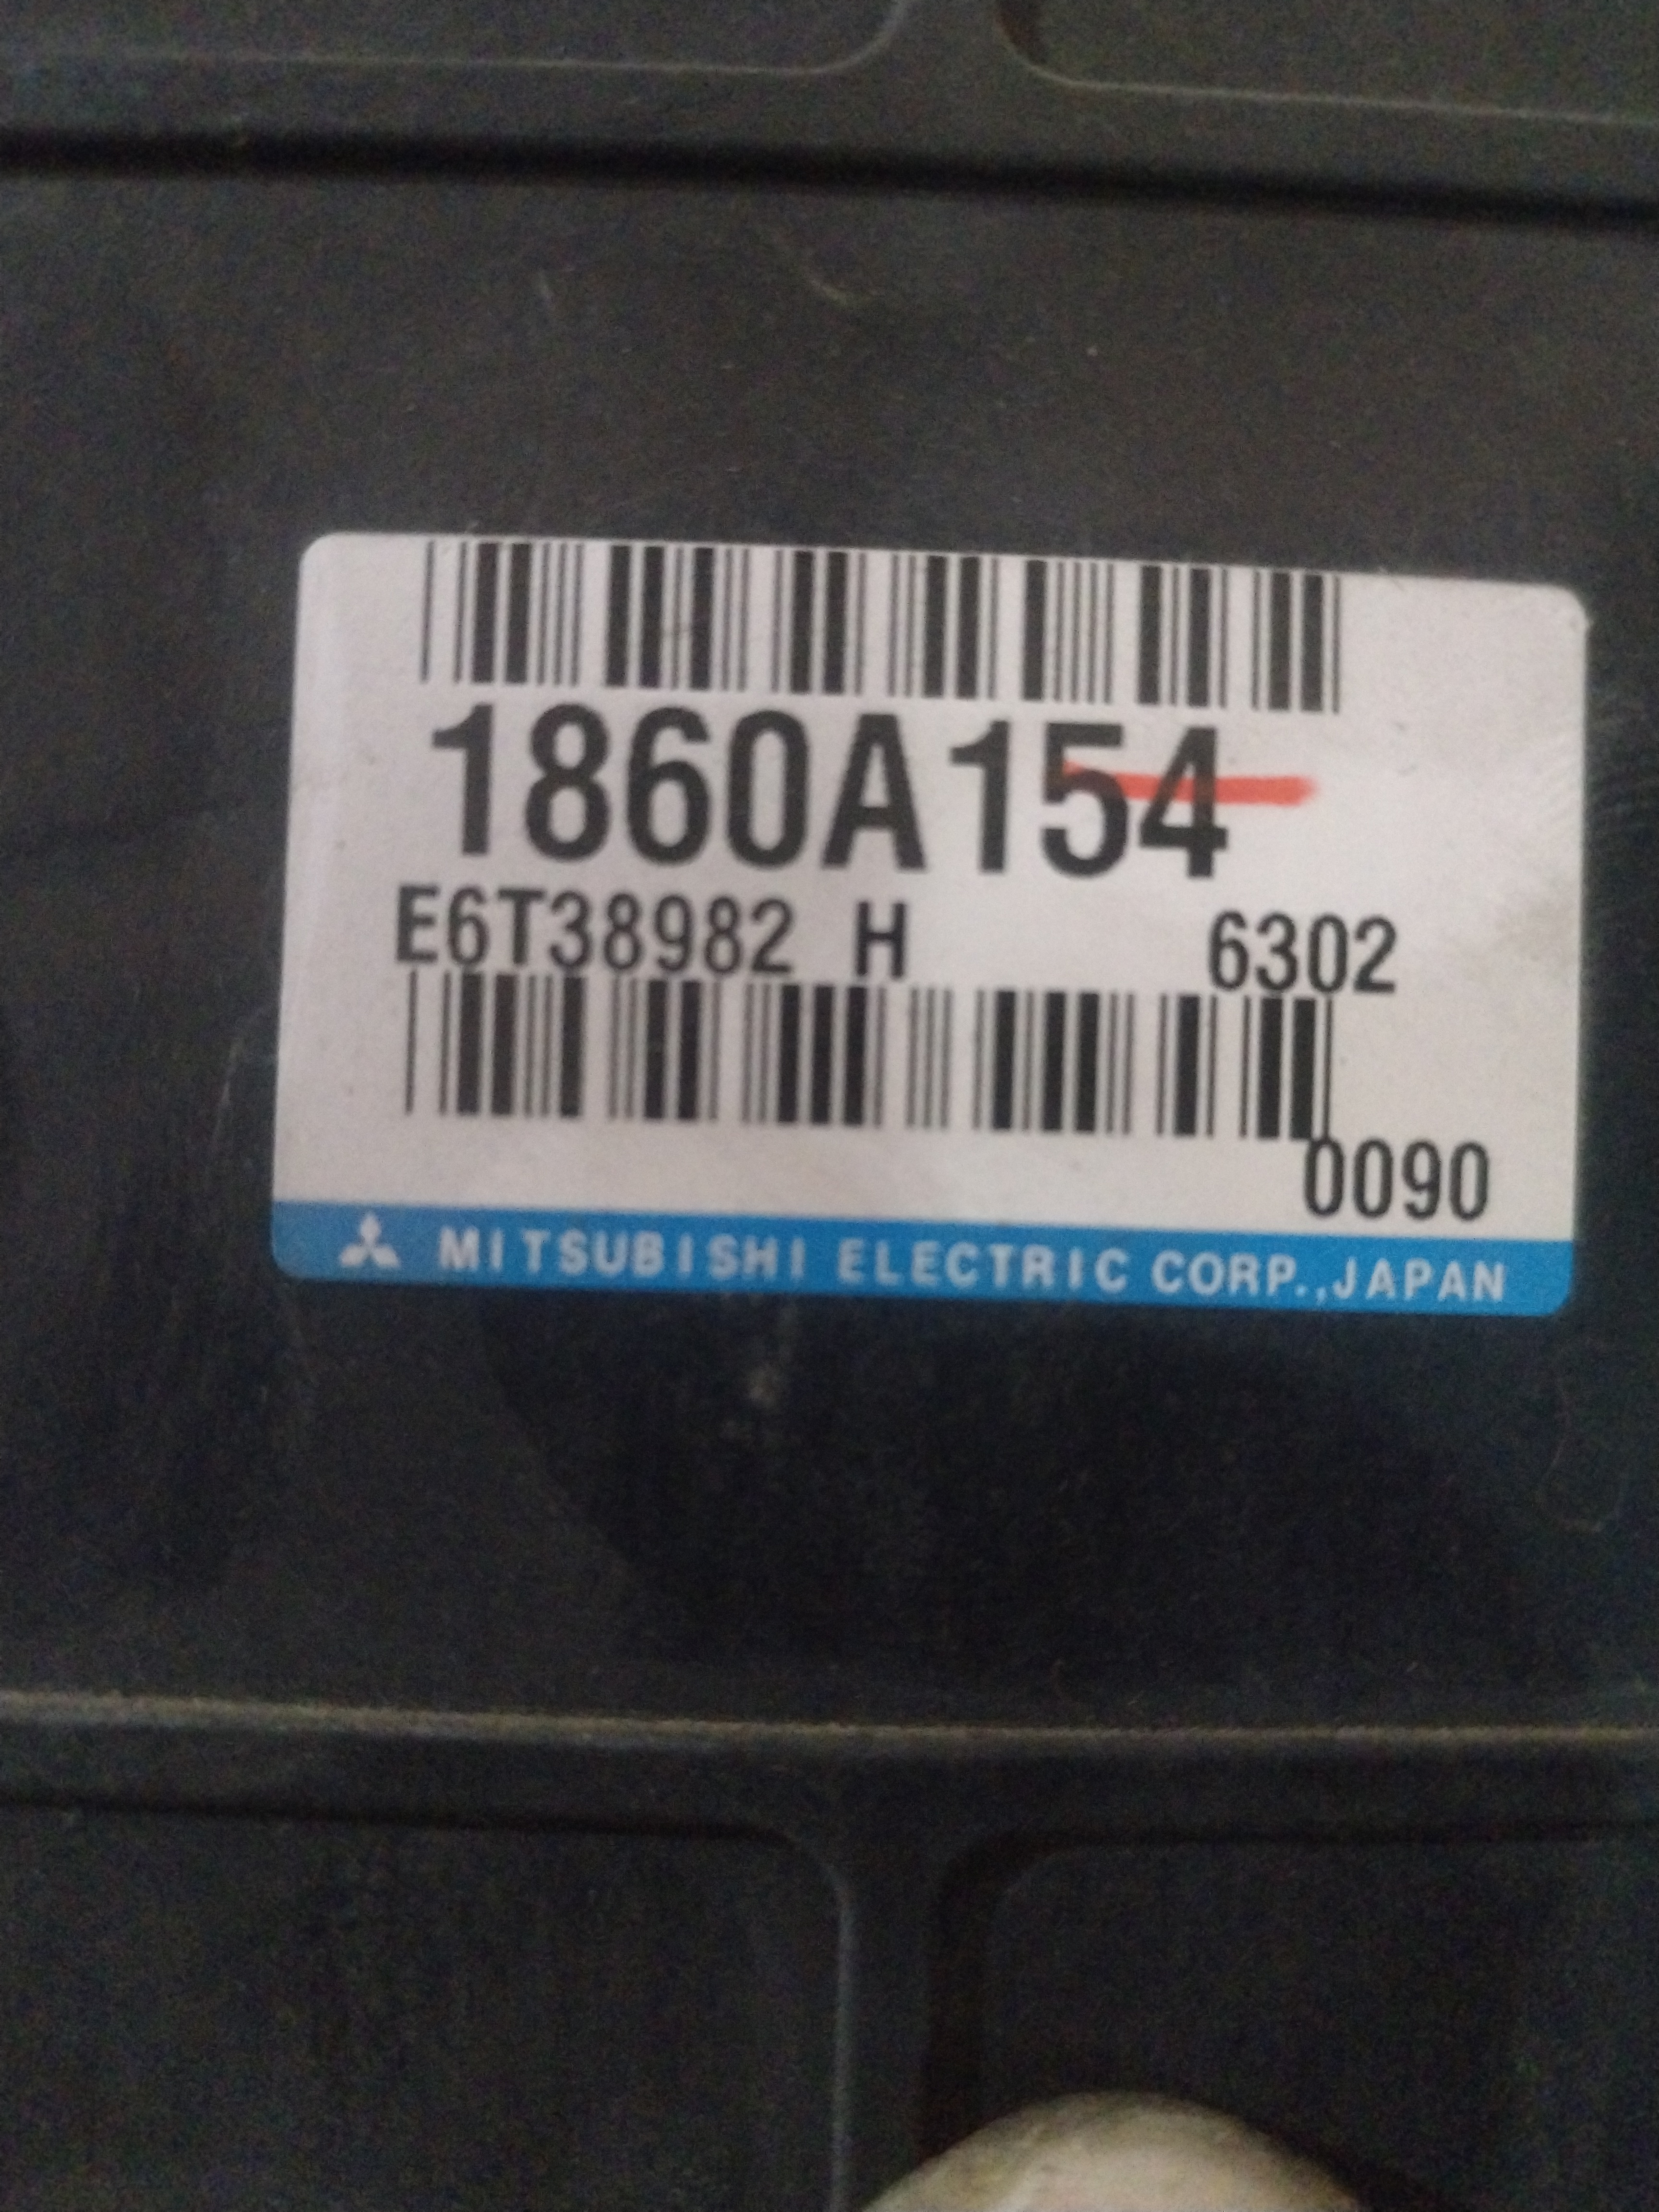 1860A154
E6T38982 H 6302
0090
MITSUBISHI ELECTRIC CORP.,JAPAN